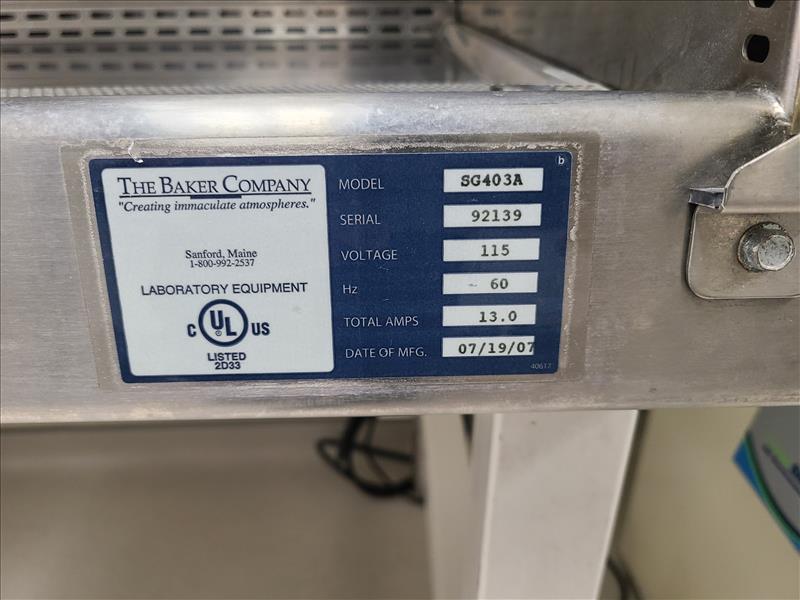 b
THE BAKER COMPANY
"Creating immaculate atmospheres."
Sanford, Maine
1-800-992-2537
LABORATORY EQUIPMENT
C UL ® US
LISTED
2D33
MODEL SG403A
SERIAL 92139
VOLTAGE 115
Hz 60
TOTAL AMPS 13.0
DATE OF MFG. 07/19/07
40617